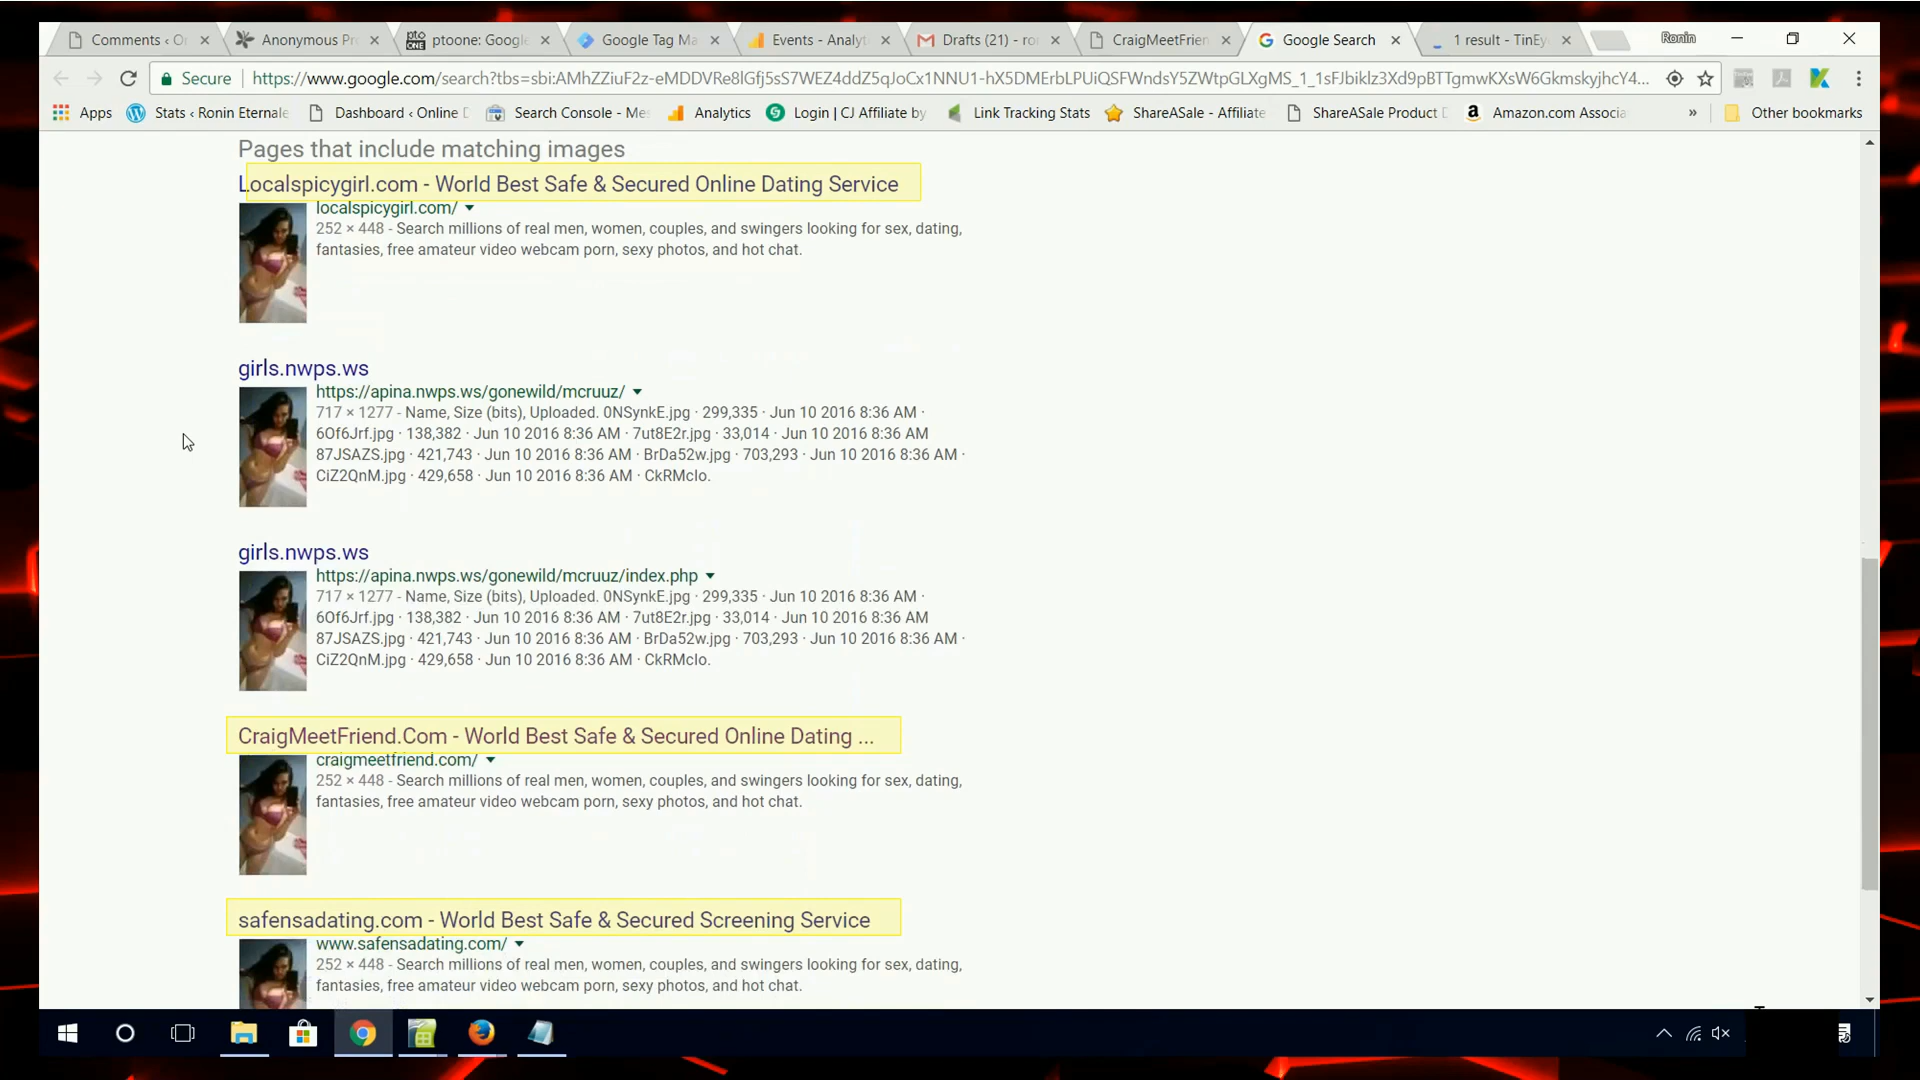 Comments ‹ O
Anonymous Pr
ptoone: Google
Google Tag Ma
Events - Analyt
Drafts (21) - ro
CraigMeetFrien
Google Search
1 result - TinEy
Ronin
Secure
https://www.google.com/search?tbs=sbi:
Apps
Stats ‹ Ronin Eternale
Dashboard ‹ Online D
Search Console - Mes
Analytics
Login | CJ Affiliate by
Link Tracking Stats
ShareASale - Affiliate
ShareASale Product D
Amazon.com Associa
»
Other bookmarks
Pages that include matching images
Localspicygirl.com - World Best Safe & Secured Online Dating Service
localspicygirl.com/
252 × 448 - Search millions of real men, women, couples, and swingers looking for sex, dating,
fantasies, free amateur video webcam porn, sexy photos, and hot chat.
girls.nwps.ws
https://apina.nwps.ws/gonewild/mcruuz/
717 × 1277 - Name, Size (bits), Uploaded. 0NSynkE.jpg · 299,335 · Jun 10 2016 8:36 AM ·
6Of6Jrf.jpg · 138,382 · Jun 10 2016 8:36 AM · 7ut8E2r.jpg · 33,014 · Jun 10 2016 8:36 AM
87JSAZS.jpg · 421,743 · Jun 10 2016 8:36 AM · BrDa52w.jpg · 703,293 · Jun 10 2016 8:36 AM ·
CiZ2QnM.jpg · 429,658 · Jun 10 2016 8:36 AM · CkRMcIo.
girls.nwps.ws
https://apina.nwps.ws/gonewild/mcruuz/index.php
717 × 1277 - Name, Size (bits), Uploaded. 0NSynkE.jpg · 299,335 · Jun 10 2016 8:36 AM ·
6Of6Jrf.jpg · 138,382 · Jun 10 2016 8:36 AM · 7ut8E2r.jpg · 33,014 · Jun 10 2016 8:36 AM
87JSAZS.jpg · 421,743 · Jun 10 2016 8:36 AM · BrDa52w.jpg · 703,293 · Jun 10 2016 8:36 AM ·
CiZ2QnM.jpg · 429,658 · Jun 10 2016 8:36 AM · CkRMcIo.
CraigMeetFriend.Com - World Best Safe & Secured Online Dating ...
craigmeetfriend.com/
252 × 448 - Search millions of real men, women, couples, and swingers looking for sex, dating,
fantasies, free amateur video webcam porn, sexy photos, and hot chat.
safensadating.com - World Best Safe & Secured Screening Service
www.safensadating.com/
252 × 448 - Search millions of real men, women, couples, and swingers looking for sex, dating,
fantasies, free amateur video webcam porn, sexy photos, and hot chat.